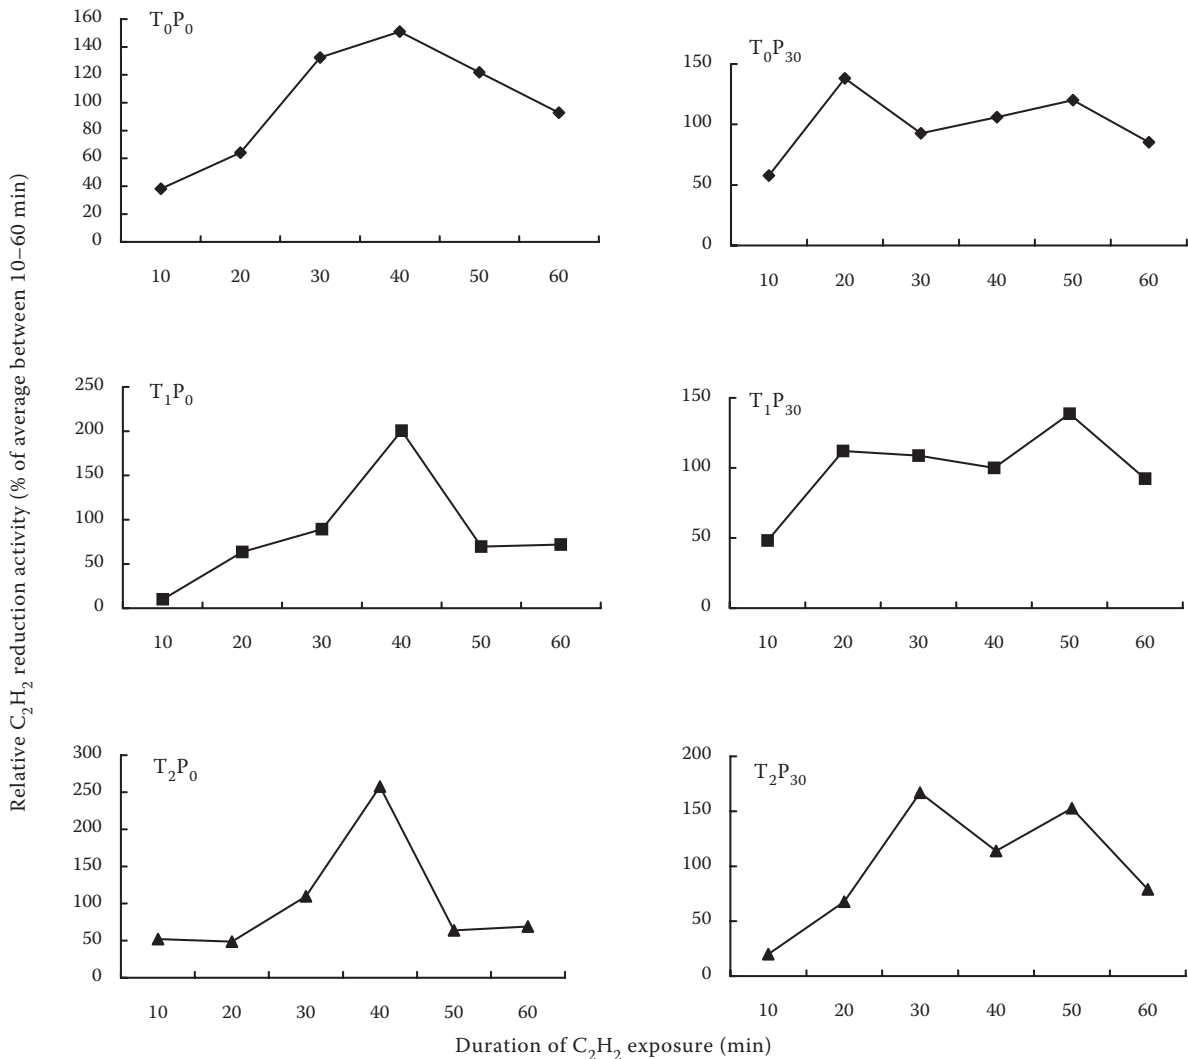 Relative C2H2 reduction activity (% of average between 10–60 min)
T0P0
160
140
120
100
80
60
40
20
0
10 20 30 40 50 60
T0P30
150
100
50
0
10 20 30 40 50 60
T1P0
250
200
150
100
50
0
10 20 30 40 50 60
T1P30
150
100
50
0
10 20 30 40 50 60
T2P0
300
250
200
150
100
50
0
10 20 30 40 50 60
T2P30
200
150
100
50
0
10 20 30 40 50 60
Duration of C2H2 exposure (min)